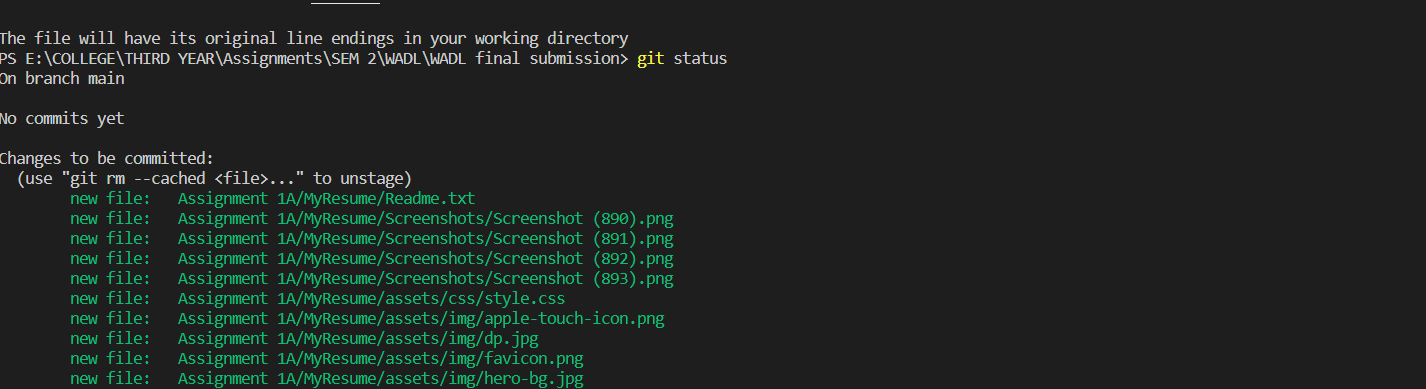 The file will have its original line endings in your working directory
PS E:\COLLEGE\THIRD YEAR\Assignments\SEM 2\WADL\WADL final submission> git status
On branch main
No commits yet
Changes to be committed:
(use "git rm --cached <file>..." to unstage)
new file: Assignment 1A/MyResume/Readme.txt
new file: Assignment 1A/MyResume/Screenshots/Screenshot (890).png
new file: Assignment 1A/MyResume/Screenshots/Screenshot (891).png
new file: Assignment 1A/MyResume/Screenshots/Screenshot (892).png
new file: Assignment 1A/MyResume/Screenshots/Screenshot (893).png
new file: Assignment 1A/MyResume/assets/css/style.css
new file: Assignment 1A/MyResume/assets/img/apple-touch-icon.png
new file: Assignment 1A/MyResume/assets/img/dp.jpg
new file: Assignment 1A/MyResume/assets/img/favicon.png
new file: Assignment 1A/MyResume/assets/img/hero-bg.jpg